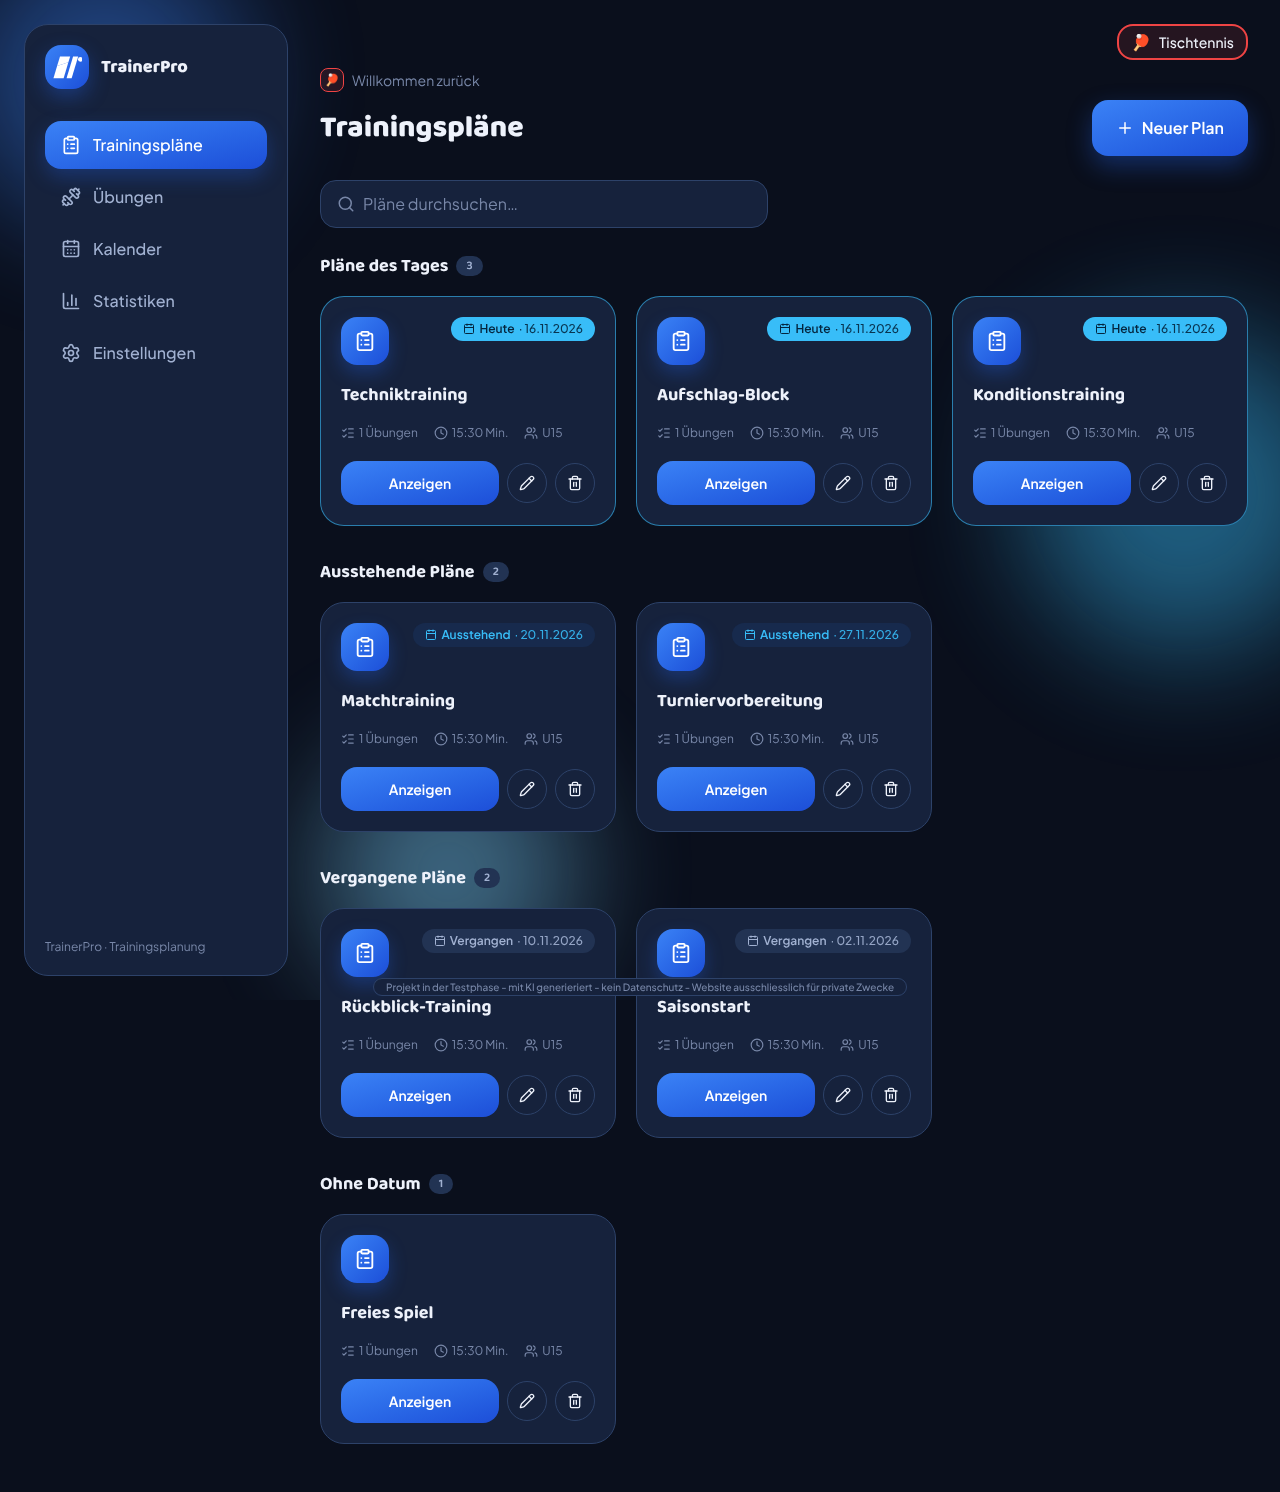 TrainerPro
Trainingspläne
Übungen
Kalender
Statistiken
Einstellungen
TrainerPro · Trainingsplanung
Tischtennis
Willkommen zurück
Trainingspläne
Neuer Plan
Pläne durchsuchen...
Pläne des Tages 3
Heute · 16.11.2026
Techniktraining
1 Übungen 15:30 Min. U15
Anzeigen
Heute · 16.11.2026
Aufschlag-Block
1 Übungen 15:30 Min. U15
Anzeigen
Heute · 16.11.2026
Konditionstraining
1 Übungen 15:30 Min. U15
Anzeigen
Ausstehende Pläne 2
Ausstehend · 20.11.2026
Matchtraining
1 Übungen 15:30 Min. U15
Anzeigen
Ausstehend · 27.11.2026
Turniervorbereitung
1 Übungen 15:30 Min. U15
Anzeigen
Vergangene Pläne 2
Vergangen · 10.11.2026
Rückblick-Training
1 Übungen 15:30 Min. U15
Anzeigen
Vergangen · 02.11.2026
Saisonstart
1 Übungen 15:30 Min. U15
Anzeigen
Projekt in der Testphase - mit KI generieriert - kein Datenschutz - Website ausschliesslich für private Zwecke
Ohne Datum 1
Freies Spiel
1 Übungen 15:30 Min. U15
Anzeigen